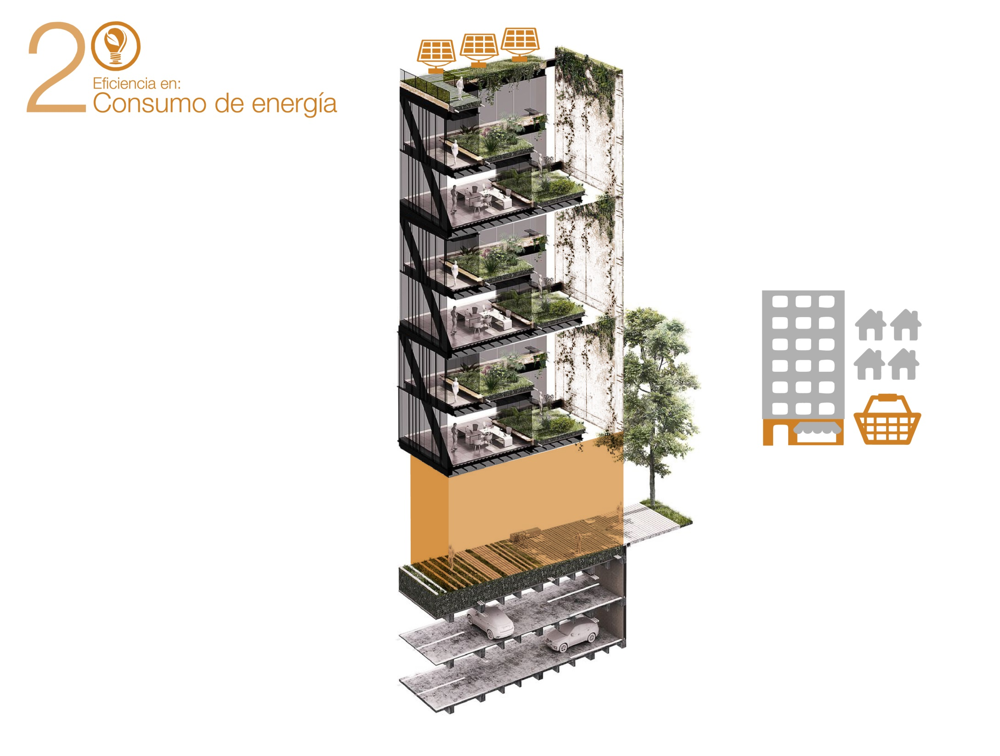 2
Eficiencia en:
Consumo de energía